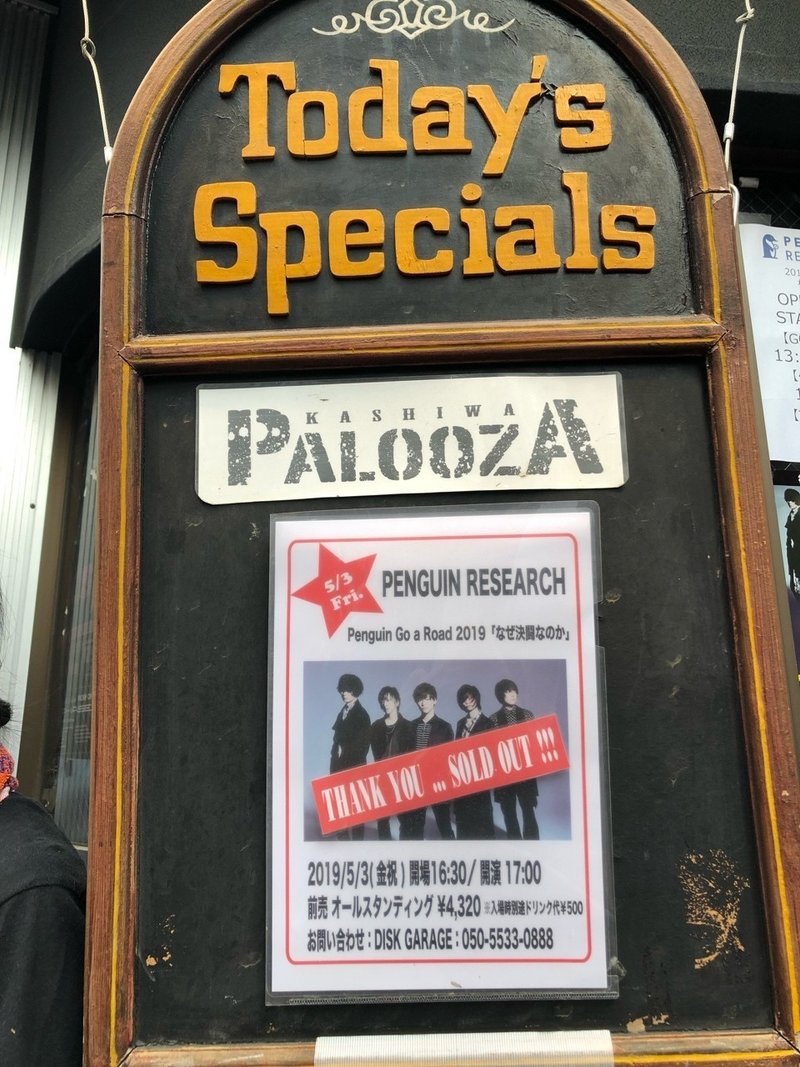 Today's
Specials
KASHIWA
PALOOZA
5/3
Fri.
PENGUIN RESEARCH
Penguin Go a Road 2019「なぜ決闘なのか」
THANK YOU ... SOLD OUT !!!
2019/5/3(金祝) 開場16:30/ 開演 17:00
前売 オールスタンディング ¥4,320 ※入場時別途ドリンク代¥500
お問い合わせ：DISK GARAGE：050-5533-0888